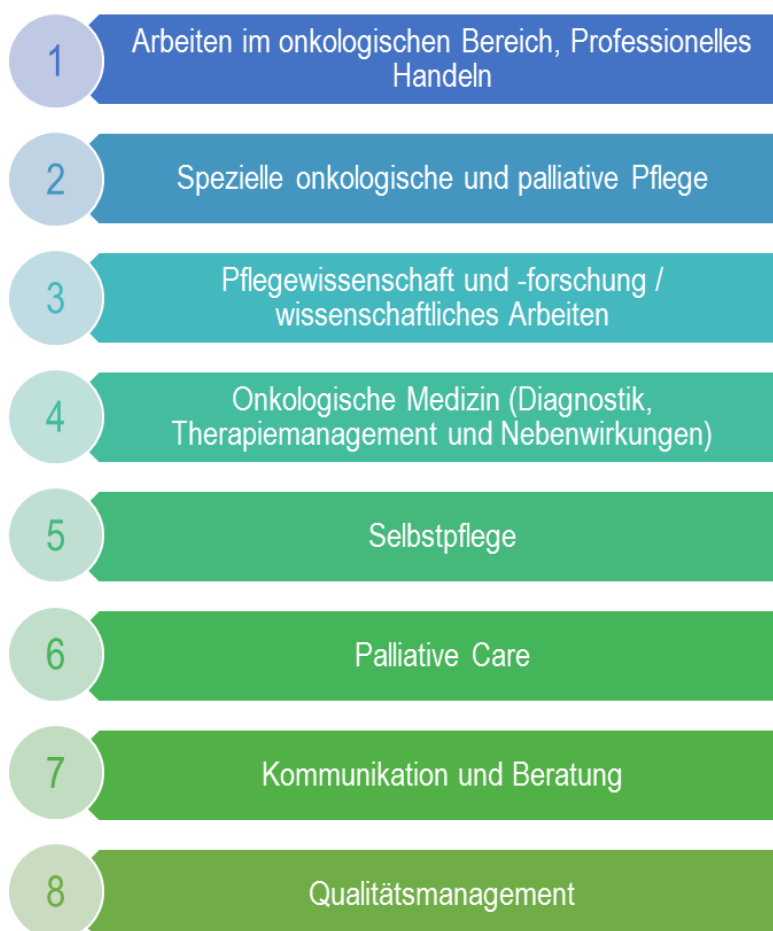 1
Arbeiten im onkologischen Bereich, Professionelles
Handeln
2
Spezielle onkologische und palliative Pflege
3
Pflegewissenschaft und -forschung /
wissenschaftliches Arbeiten
4
Onkologische Medizin (Diagnostik,
Therapiemanagement und Nebenwirkungen)
5
Selbstpflege
6
Palliative Care
7
Kommunikation und Beratung
8
Qualitätsmanagement